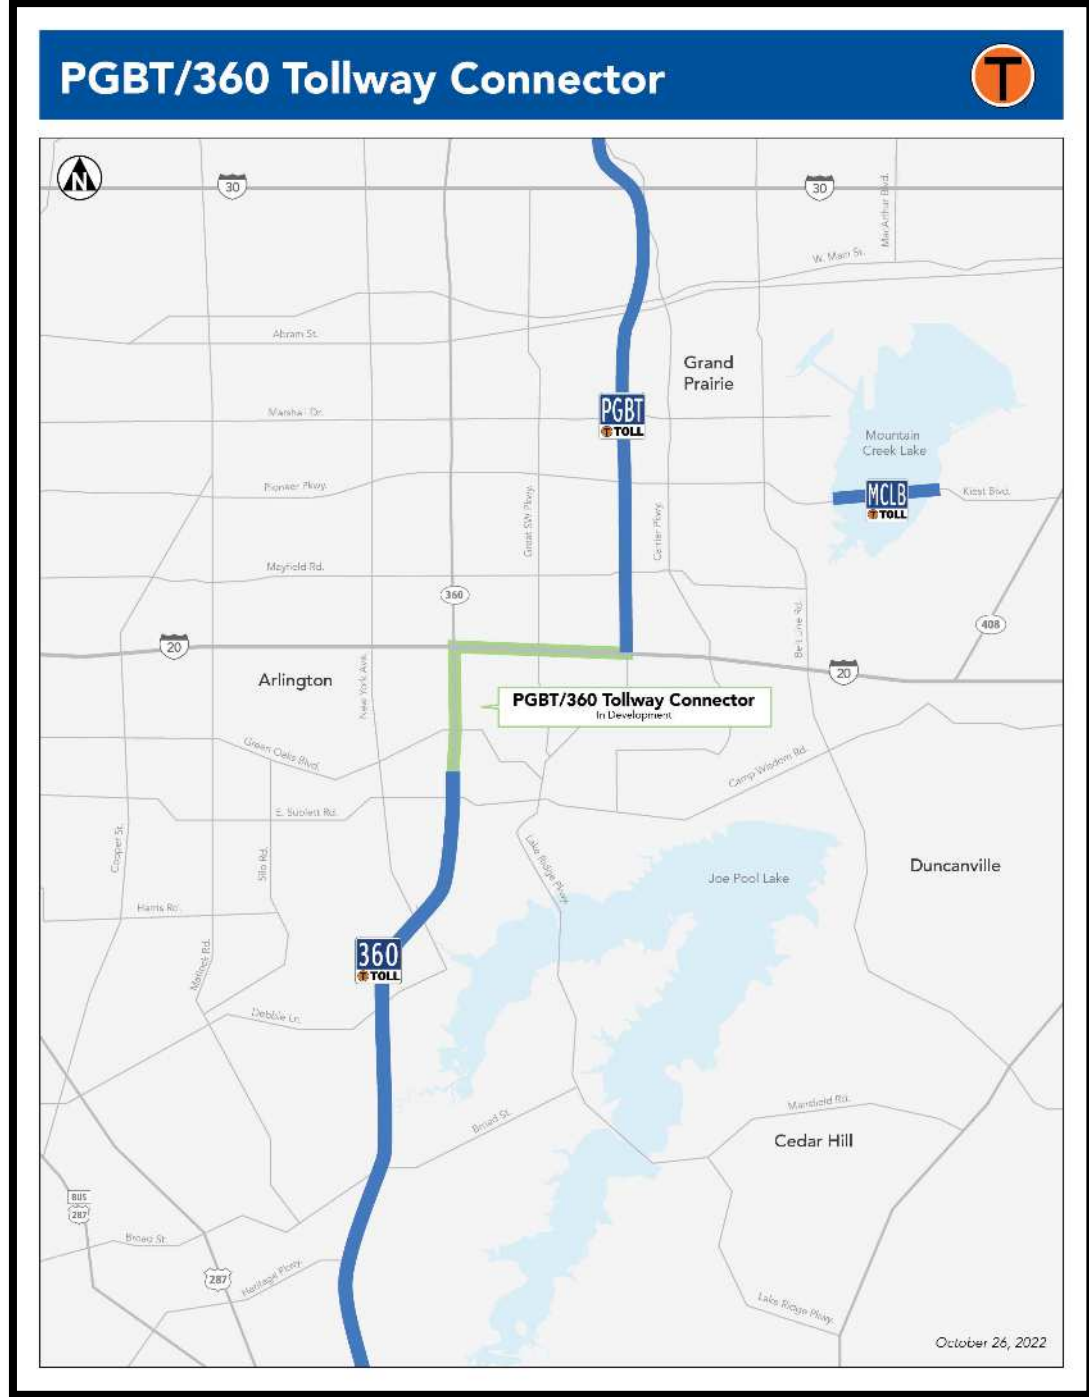 PGBT/360 Tollway Connector
T
N
30
30
MacArthur Blvd.
W. Main St.
Abram St.
Grand
Prairie
PGBT
T TOLL
Marshall Dr.
Mountain
Creek Lake
Pioneer Pkwy.
Great SW Pkwy.
Carrier Pkwy.
MCLB
T TOLL
Kiest Blvd.
Mayfield Rd.
360
Belt Line Rd.
408
20
20
Arlington
New York Ave.
PGBT/360 Tollway Connector
In Development
Green Oaks Blvd.
Camp Wisdom Rd.
E. Sublett Rd.
Cooper St.
Silo Rd.
Lake Ridge Pkwy.
Joe Pool Lake
Duncanville
Harris Rd.
Matlock Rd.
360
T TOLL
Debbie Ln.
Broad St.
Mansfield Rd.
Cedar Hill
BUS
287
Broad St.
287
Heritage Pkwy.
Lake Ridge Pkwy.
October 26, 2022